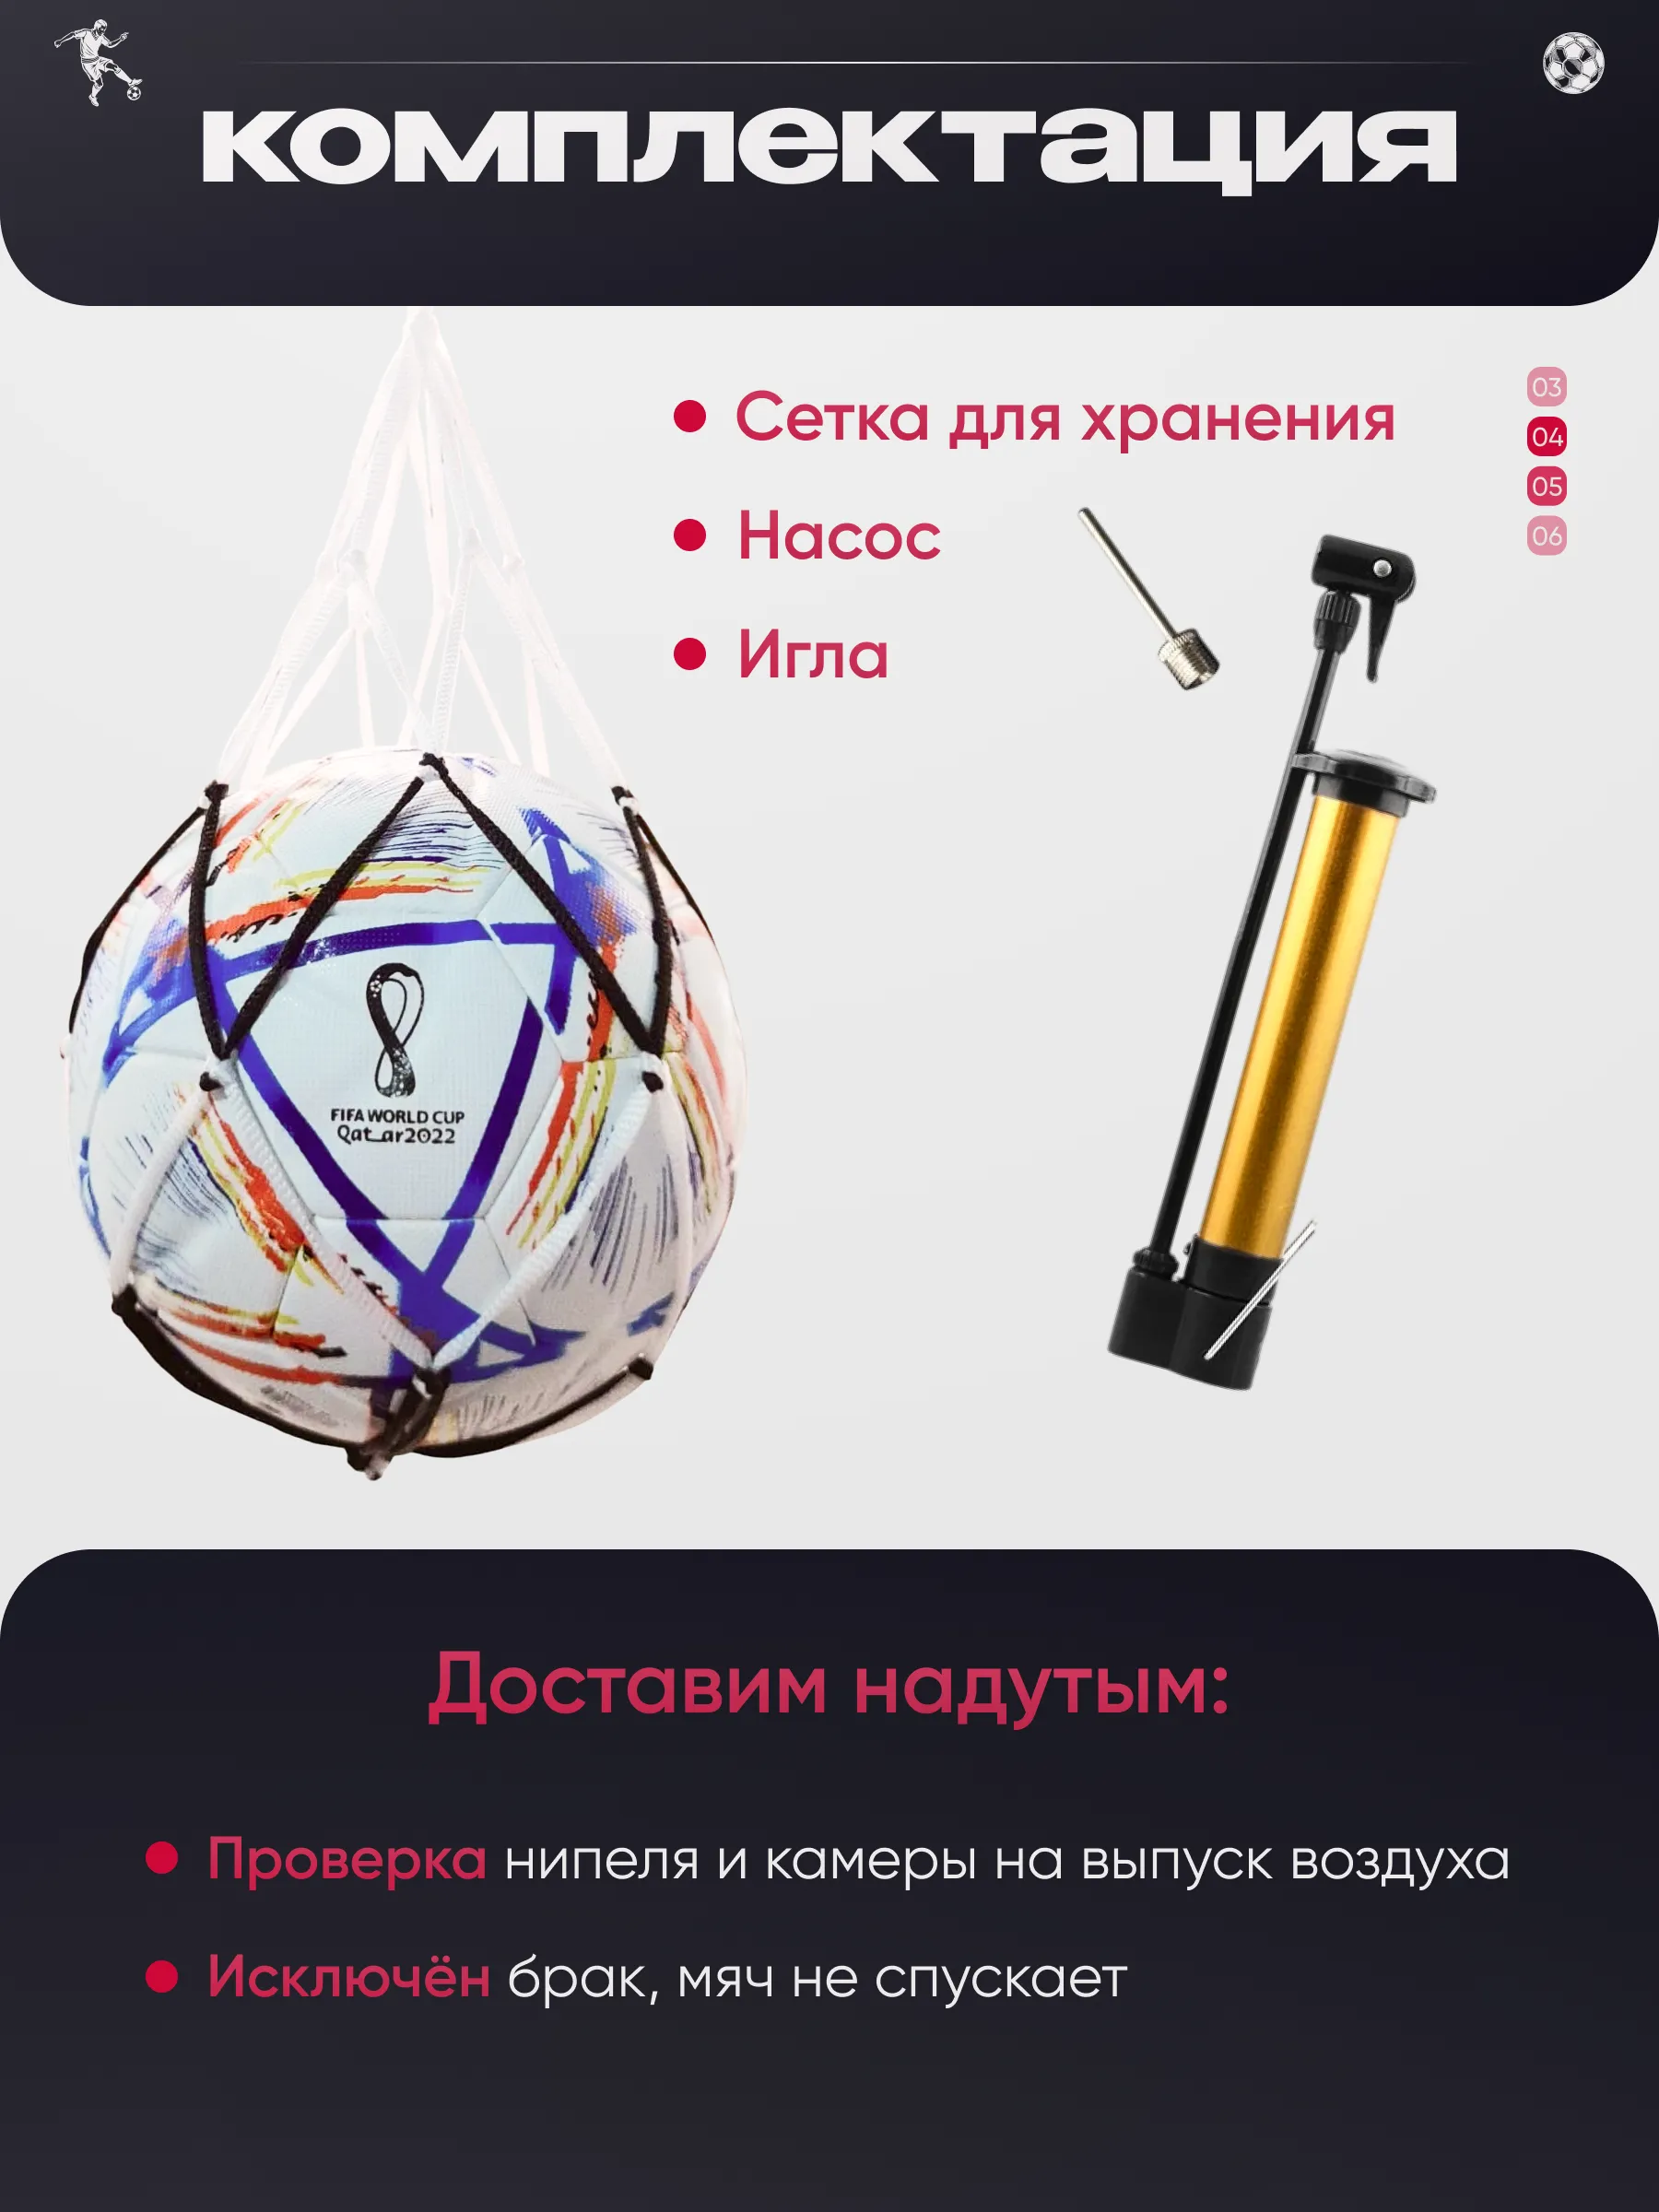 комплектация
Сетка для хранения
03
04
Насос
05
06
Игла
FIFA WORLD CUP
Qatar2022
Доставим надутым:
Проверка нипеля и камеры на выпуск воздуха
Исключён брак, мяч не спускает